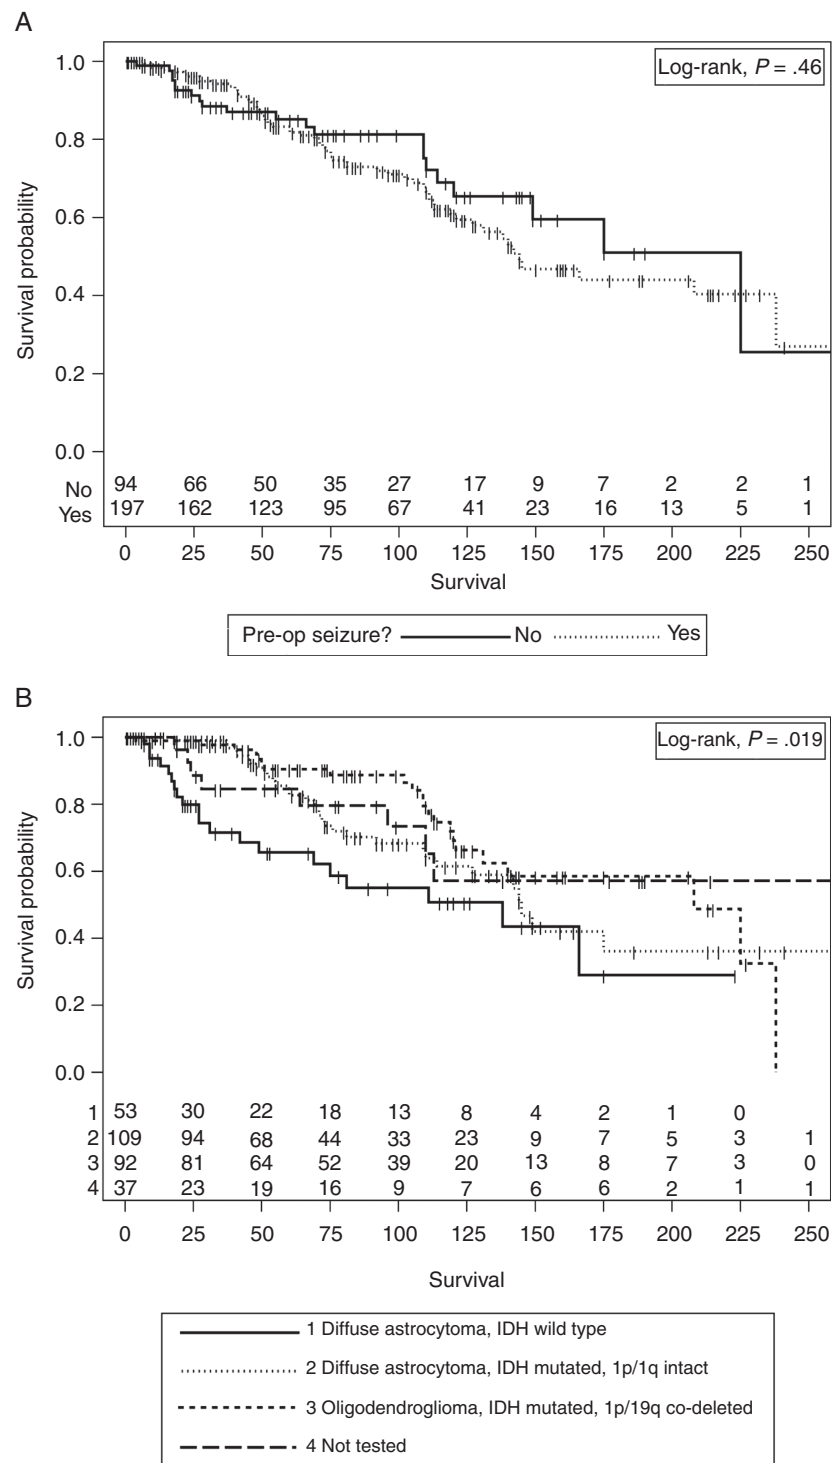 A
Log-rank, P = .46
1.0
0.8
0.6
0.4
0.2
0.0
Survival probability
No 94 66 50 35 27 17 9 7 2 2 1
Yes 197 162 123 95 67 41 23 16 13 5 1
0 25 50 75 100 125 150 175 200 225 250
Survival
Pre-op seizure? No Yes
B
Log-rank, P = .019
1.0
0.8
0.6
0.4
0.2
0.0
Survival probability
1 53 30 22 18 13 8 4 2 1 0
2 109 94 68 44 33 23 9 7 5 3 1
3 92 81 64 52 39 20 13 8 7 3 0
4 37 23 19 16 9 7 6 6 2 1 1
0 25 50 75 100 125 150 175 200 225 250
Survival
1 Diffuse astrocytoma, IDH wild type
2 Diffuse astrocytoma, IDH mutated, 1p/1q intact
3 Oligodendroglioma, IDH mutated, 1p/19q co-deleted
4 Not tested